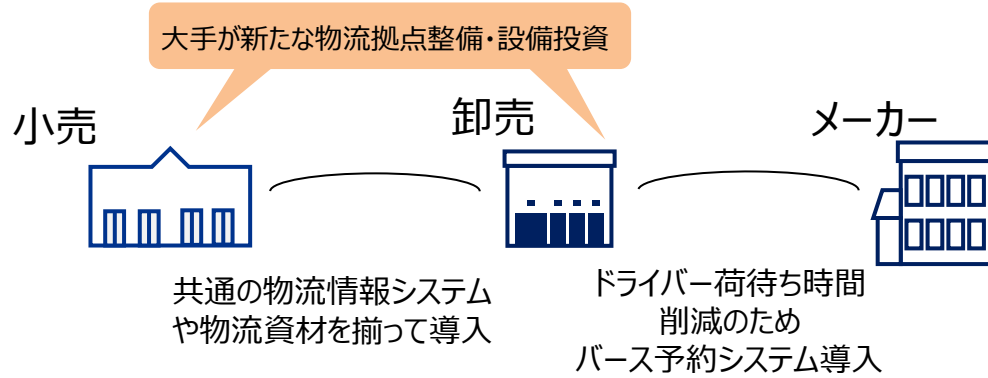 大手が新たな物流拠点整備・設備投資
小売
卸売
メーカー
共通の物流情報システム
や物流資材を揃って導入
ドライバー荷待ち時間
削減のため
バース予約システム導入